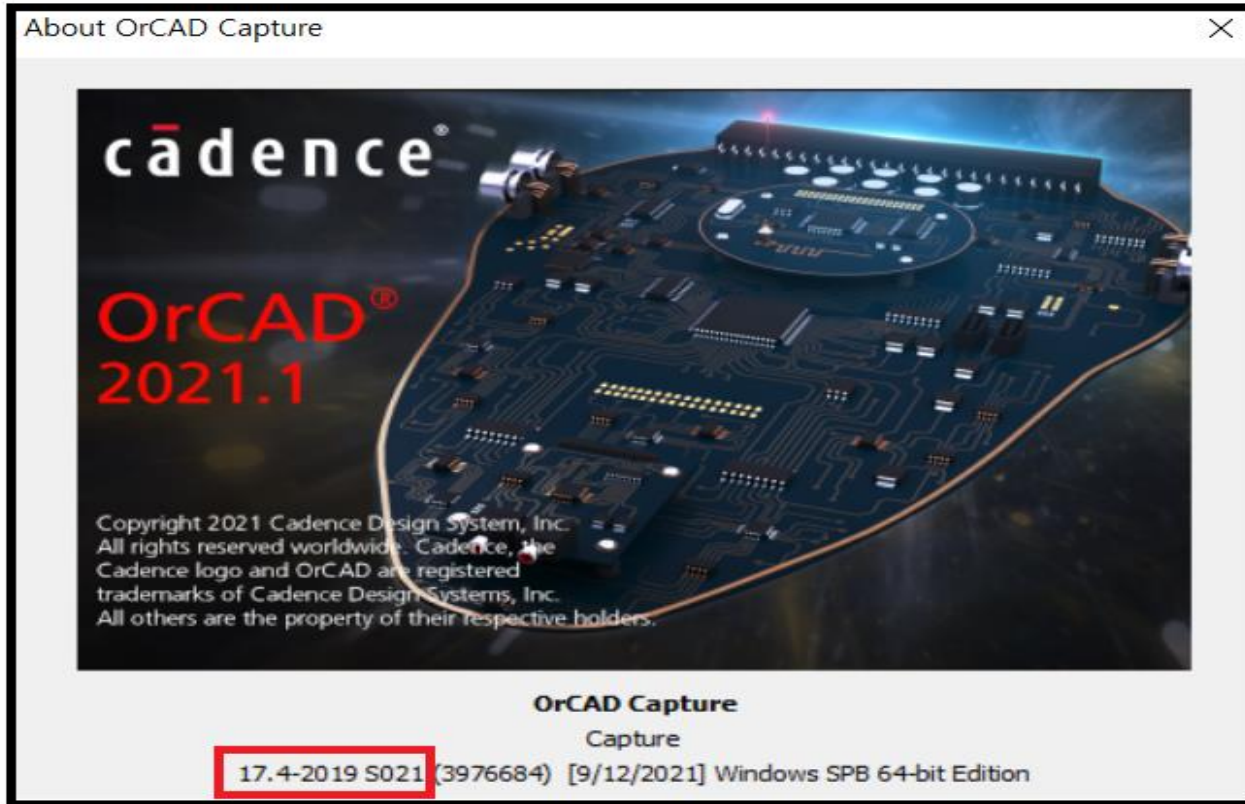 About OrCAD Capture
cādence®
OrCAD®
2021.1
Copyright 2021 Cadence Design System, Inc.
All rights reserved worldwide. Cadence, the
Cadence logo and OrCAD are registered
trademarks of Cadence Design Systems, Inc.
All others are the property of their respective holders.
OrCAD Capture
Capture
17.4-2019 S021 (3976684) [9/12/2021] Windows SPB 64-bit Edition